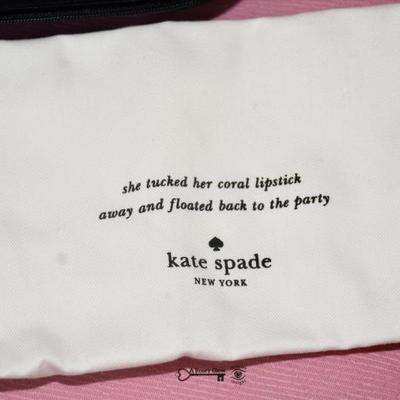 she tucked her coral lipstick
away and floated back to the party
kate spade
NEW YORK